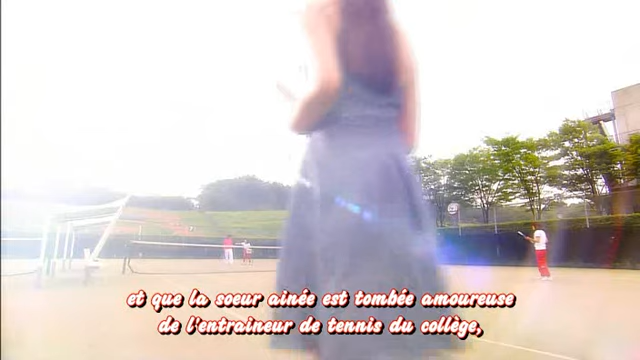 et que la soeur ainée est tombée amoureuse
de l'entraineur de tennis du collège,